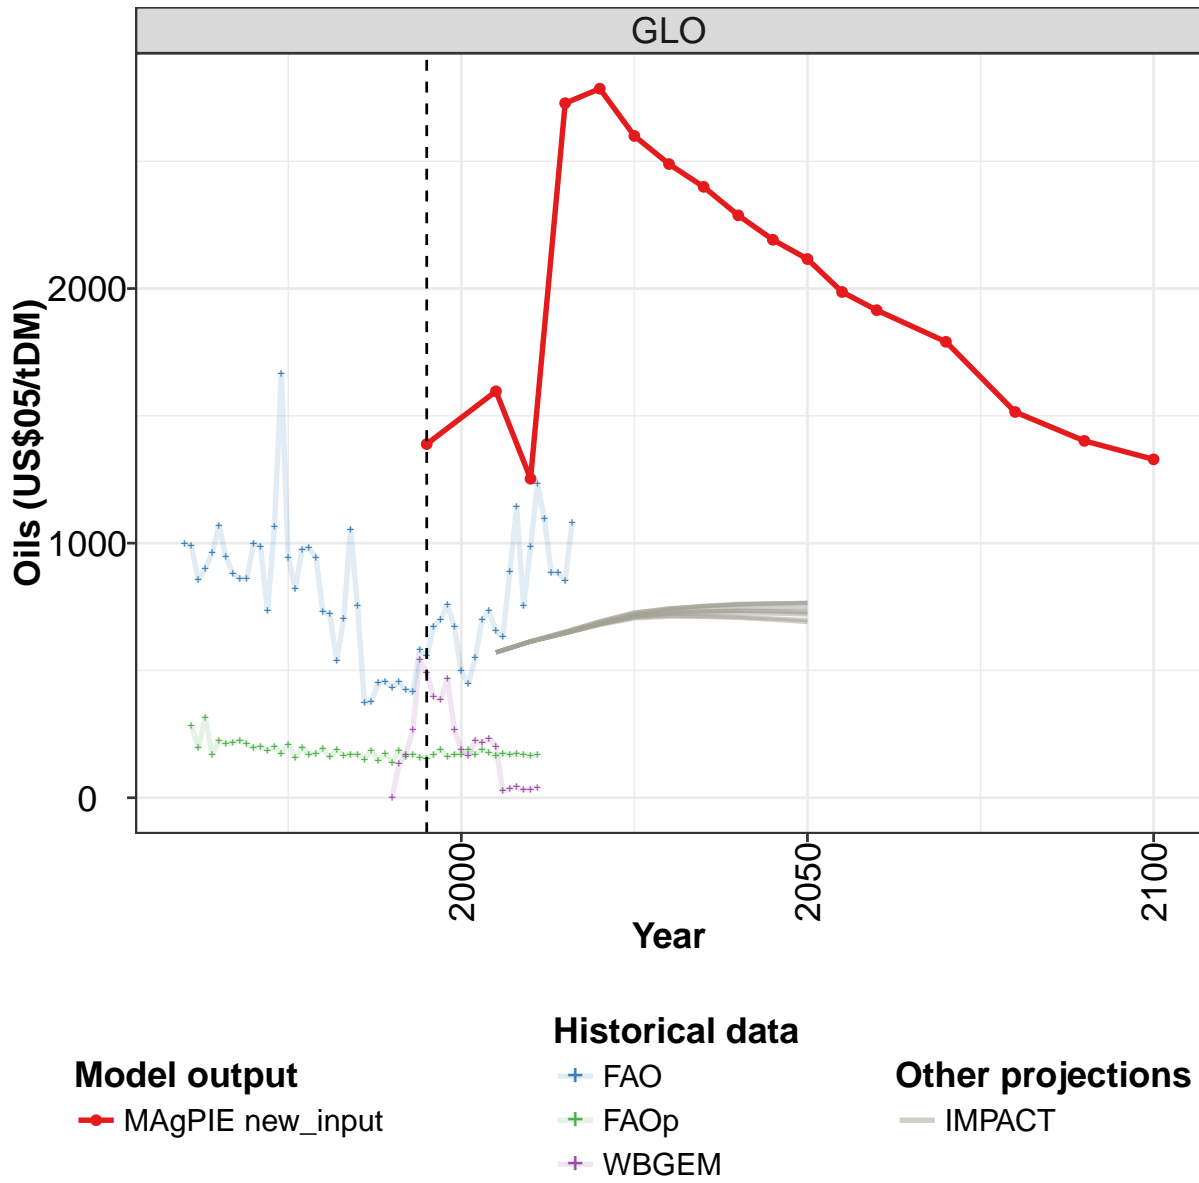 GLO
Oils (US$05/tDM)
2000
1000
0
2000
2050
2100
Year
Model output
MAgPIE new_input
Historical data
FAO
FAOp
WBGEM
Other projections
IMPACT